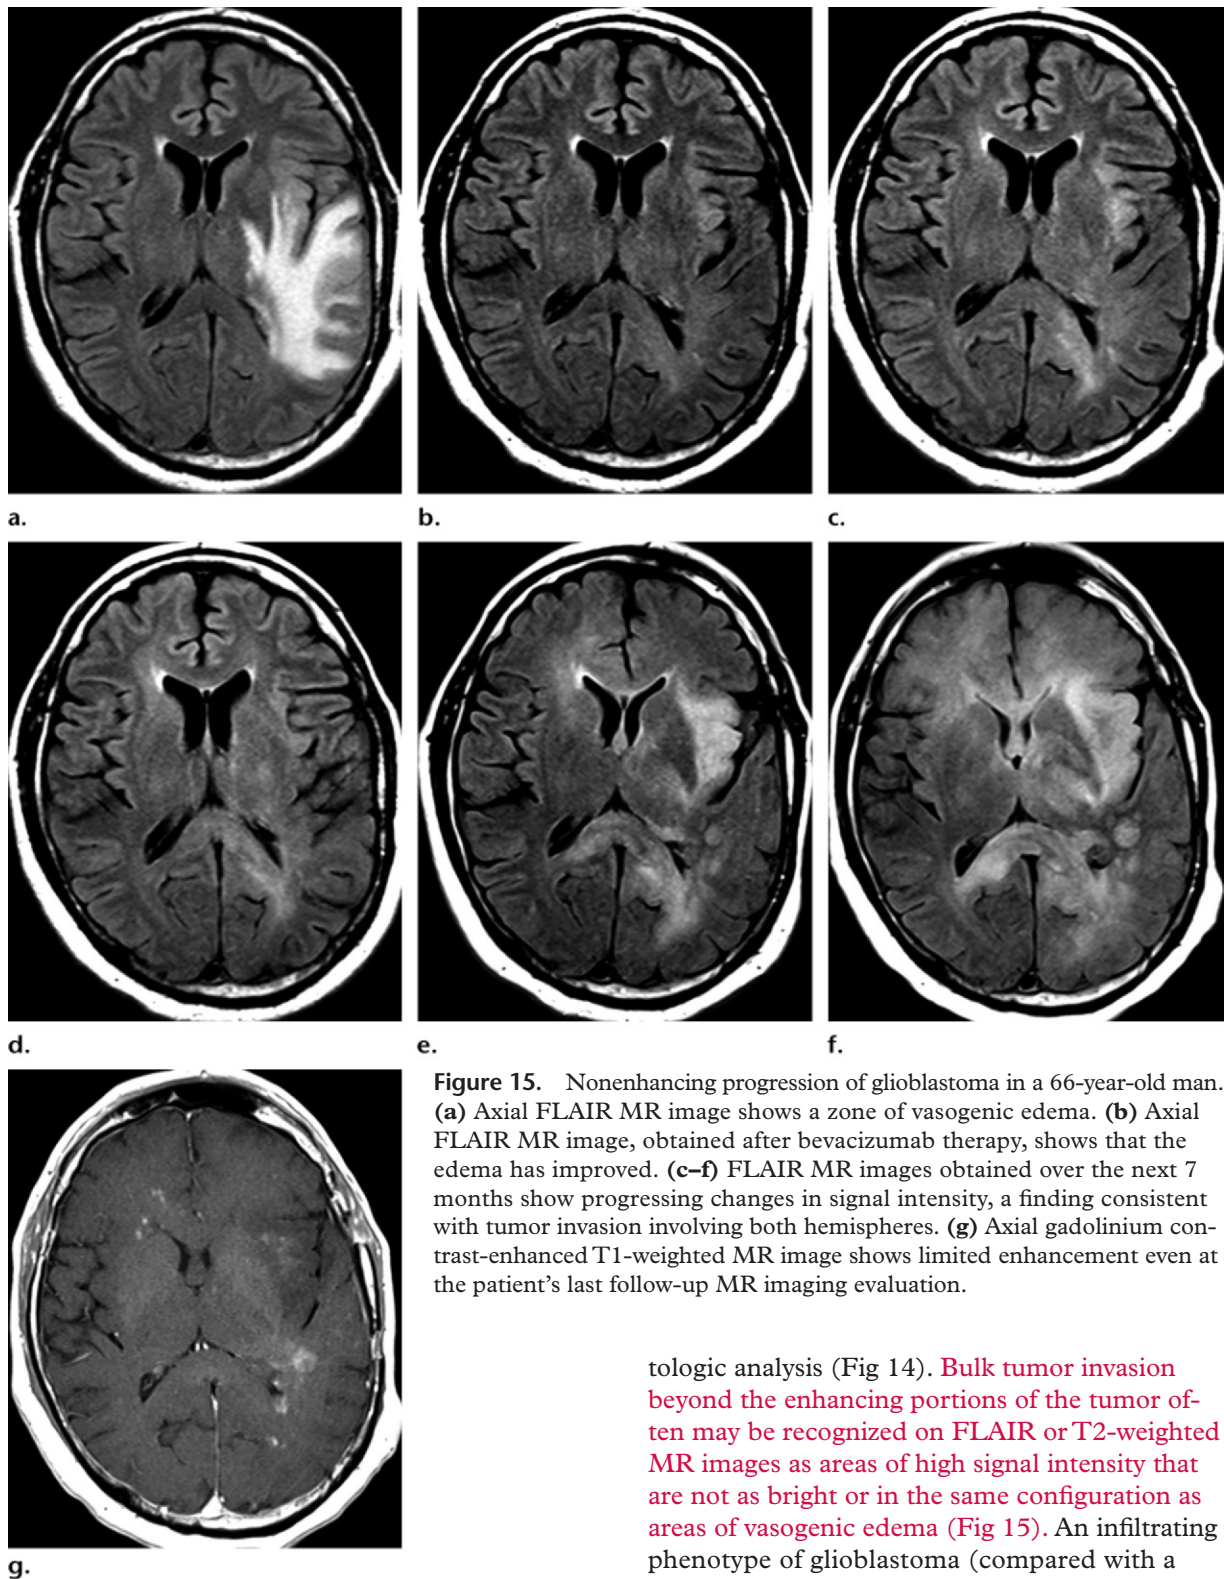 a.
b.
c.
d.
e.
f.
Figure 15. Nonenhancing progression of glioblastoma in a 66-year-old man.
(a) Axial FLAIR MR image shows a zone of vasogenic edema. (b) Axial
FLAIR MR image, obtained after bevacizumab therapy, shows that the
edema has improved. (c–f) FLAIR MR images obtained over the next 7
months show progressing changes in signal intensity, a finding consistent
with tumor invasion involving both hemispheres. (g) Axial gadolinium con-
trast-enhanced T1-weighted MR image shows limited enhancement even at
the patient's last follow-up MR imaging evaluation.
g.
tologic analysis (Fig 14). Bulk tumor invasion
beyond the enhancing portions of the tumor of-
ten may be recognized on FLAIR or T2-weighted
MR images as areas of high signal intensity that
are not as bright or in the same configuration as
areas of vasogenic edema (Fig 15). An infiltrating
phenotype of glioblastoma (compared with a